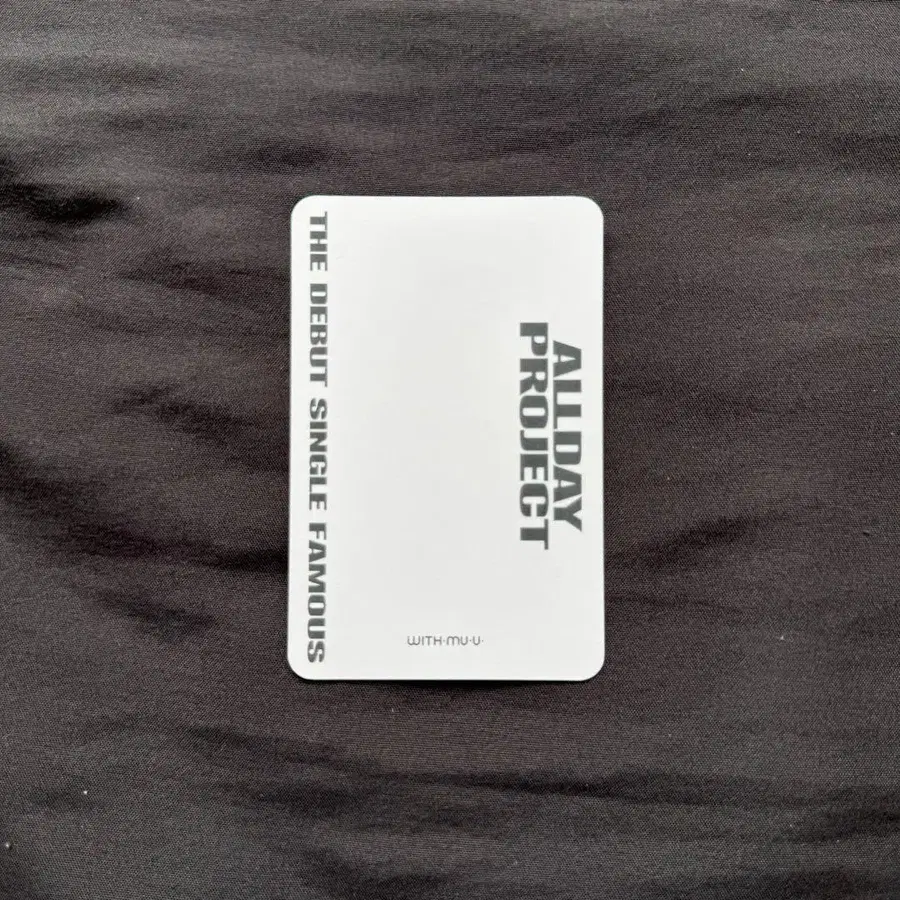 ALLDAY
PROJECT
THE DEBUT SINGLE FAMOUS
WITH·MU·U·